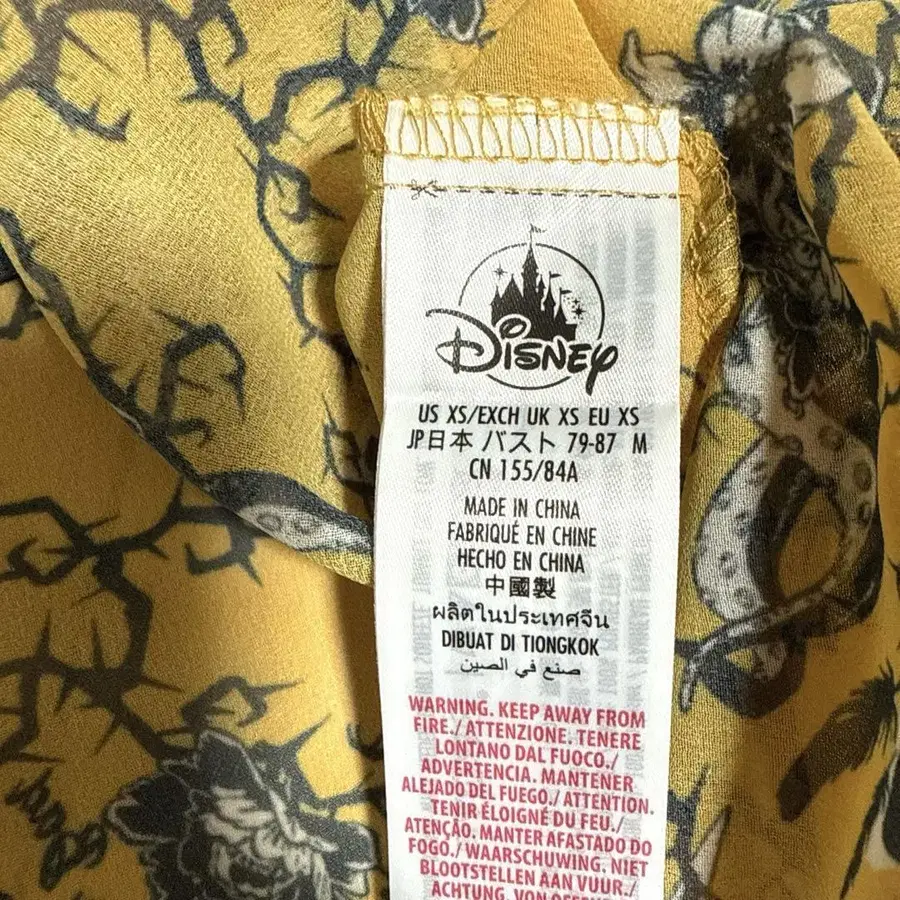 DISNEY
US XS/EXCH UK XS EU XS
JP日本 バスト 79-87 M
CN 155/84A
MADE IN CHINA
FABRIQUÉ EN CHINE
HECHO EN CHINA
中國製
ผลิตในประเทศจีน
DIBUAT DI TIONGKOK
صنع في الصين
WARNING. KEEP AWAY FROM
FIRE./ ATTENZIONE. TENERE
LONTANO DAL FUOCO./
ADVERTENCIA. MANTENER
ALEJADO DEL FUEGO./ ATTENTION.
TENIR ÉLOIGNÉ DU FEU./
ATENÇÃO. MANTER AFASTADO DO
FOGO./ WAARSCHUWING. NIET
BLOOTSTELLEN AAN VUUR./
ACHTUNG. VON